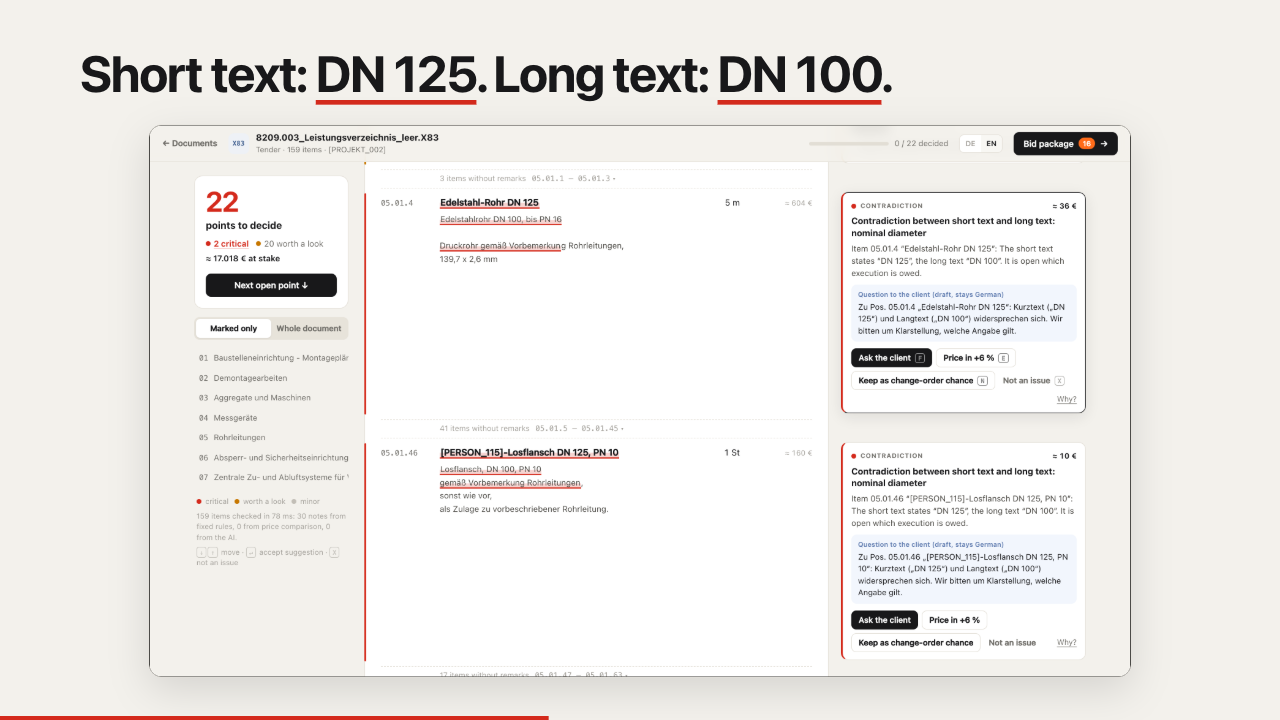 Short text: DN 125. Long text: DN 100.
← Documents
X83
8209.003_Leistungsverzeichnis_leer.X83
Tender · 159 items · [PROJEKT_002]
0 / 22 decided
DE EN
Bid package 16 →
22
points to decide
2 critical 20 worth a look
≈ 17.018 € at stake
Next open point ↓
Marked only Whole document
01 Baustelleneinrichtung - Montageplär
02 Demontagearbeiten
03 Aggregate und Maschinen
04 Messgeräte
05 Rohrleitungen
06 Absperr- und Sicherheitseinrichtung
07 Zentrale Zu- und Abluftsysteme für
critical worth a look minor
159 items checked in 78 ms: 30 notes from
fixed rules, 0 from price comparison, 0
from the AI.
move · accept suggestion · X
not an issue
3 items without remarks 05.01.1 – 05.01.3
05.01.4 Edelstahl-Rohr DN 125 5 m ≈ 604 €
Edelstahlrohr DN 100, bis PN 16
Druckrohr gemäß Vorbemerkung Rohrleitungen,
139,7 x 2,6 mm
41 items without remarks 05.01.5 – 05.01.45
05.01.46 [PERSON_115]-Losflansch DN 125, PN 10 1 St ≈ 160 €
Losflansch, DN 100, PN 10
gemäß Vorbemerkung Rohrleitungen,
sonst wie vor,
als Zulage zu vorbeschriebener Rohrleitung.
17 items without remarks 05.01.47 – 05.01.63
CONTRADICTION ≈ 36 €
Contradiction between short text and long text:
nominal diameter
Item 05.01.4 "Edelstahl-Rohr DN 125": The short text
states "DN 125", the long text "DN 100". It is open which
execution is owed.
Question to the client (draft, stays German)
Zu Pos. 05.01.4 „Edelstahl-Rohr DN 125": Kurztext („DN
125") und Langtext („DN 100") widersprechen sich. Wir
bitten um Klarstellung, welche Angabe gilt.
Ask the client F Price in +6 % E
Keep as change-order chance N Not an issue X
Why?
CONTRADICTION ≈ 10 €
Contradiction between short text and long text:
nominal diameter
Item 05.01.46 "[PERSON_115]-Losflansch DN 125, PN 10":
The short text states "DN 125", the long text "DN 100". It is
open which execution is owed.
Question to the client (draft, stays German)
Zu Pos. 05.01.46 „[PERSON_115]-Losflansch DN 125, PN
10": Kurztext („DN 125") und Langtext („DN 100")
widersprechen sich. Wir bitten um Klarstellung, welche
Angabe gilt.
Ask the client Price in +6 %
Keep as change-order chance Not an issue Why?